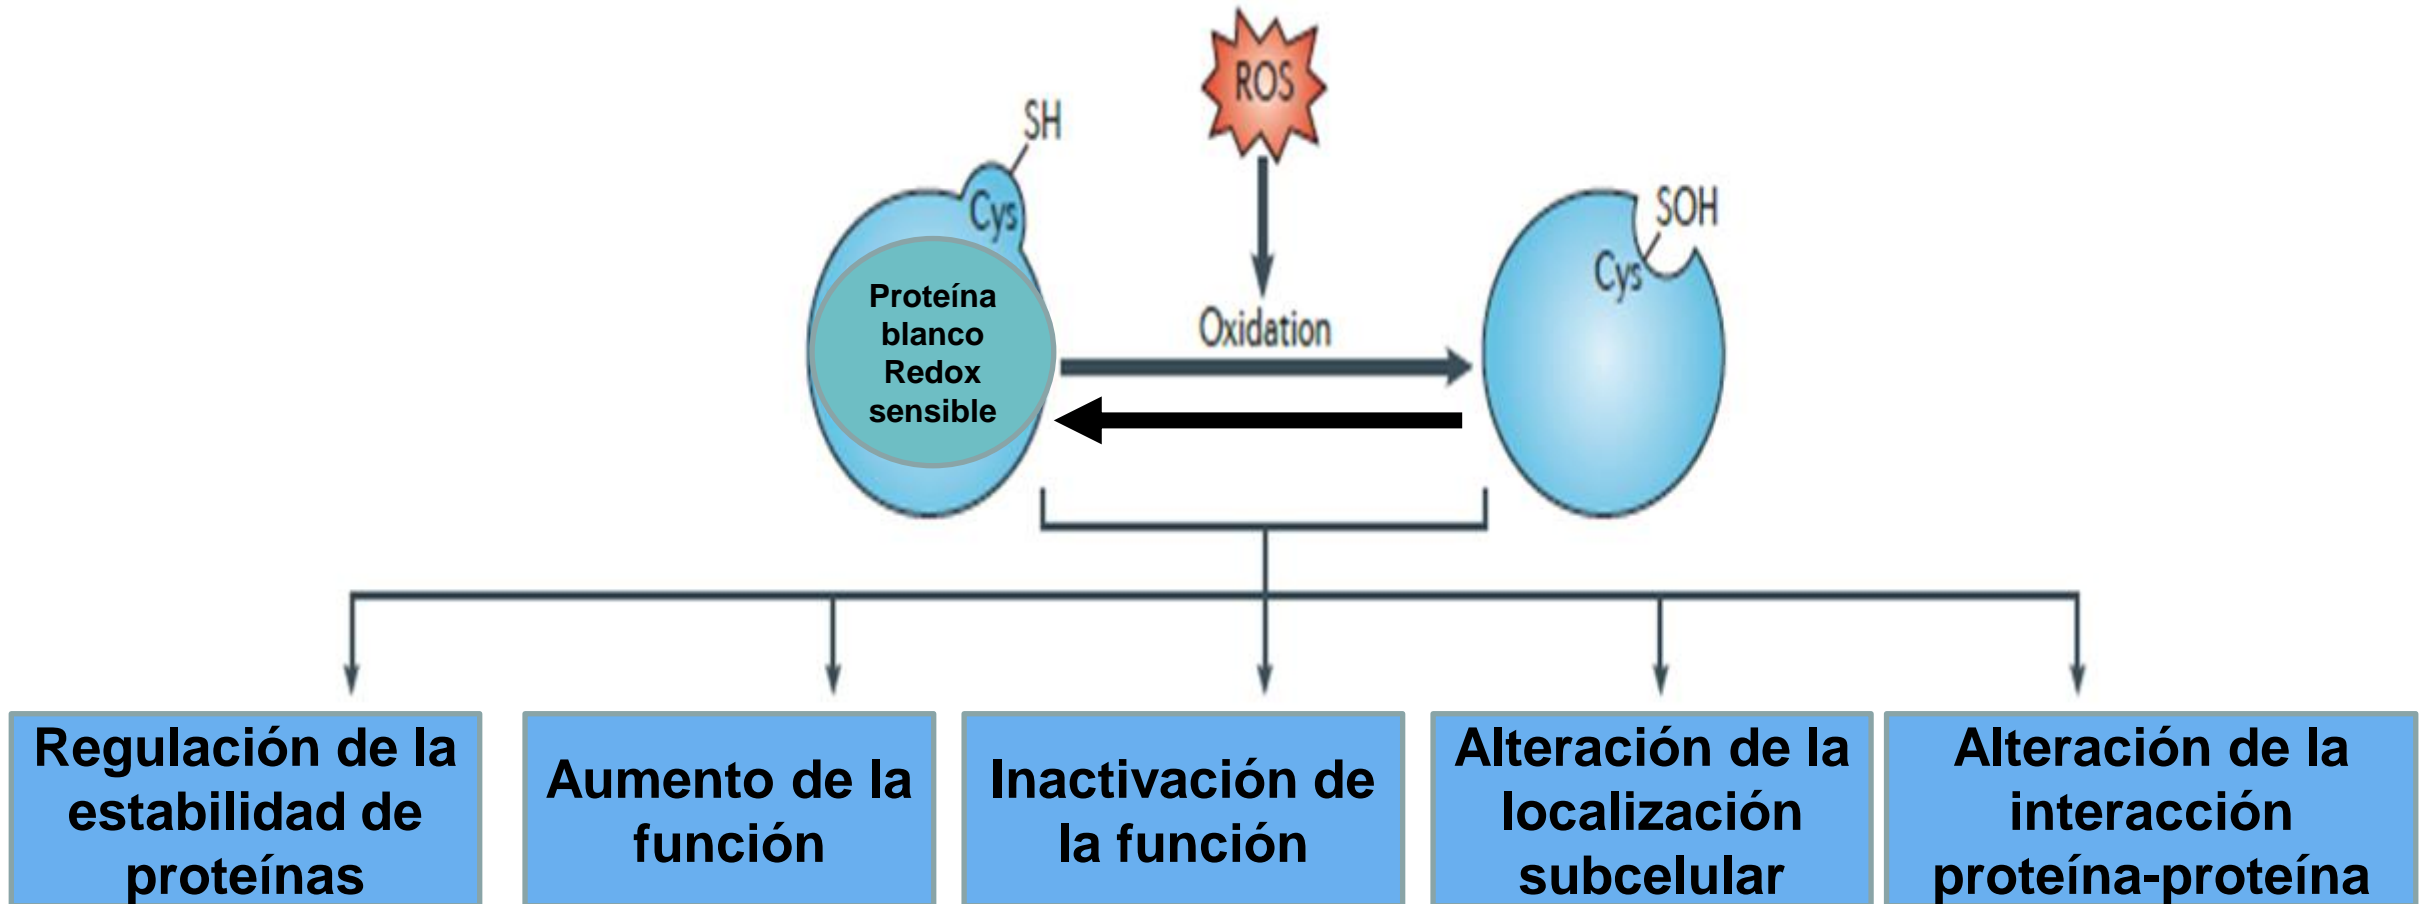 ROS
SH
Cys
SOH
Cys
Proteína
blanco
Redox
sensible
Oxidation
Regulación de la
estabilidad de
proteínas
Aumento de la
función
Inactivación de
la función
Alteración de la
localización
subcelular
Alteración de la
interacción
proteína-proteína